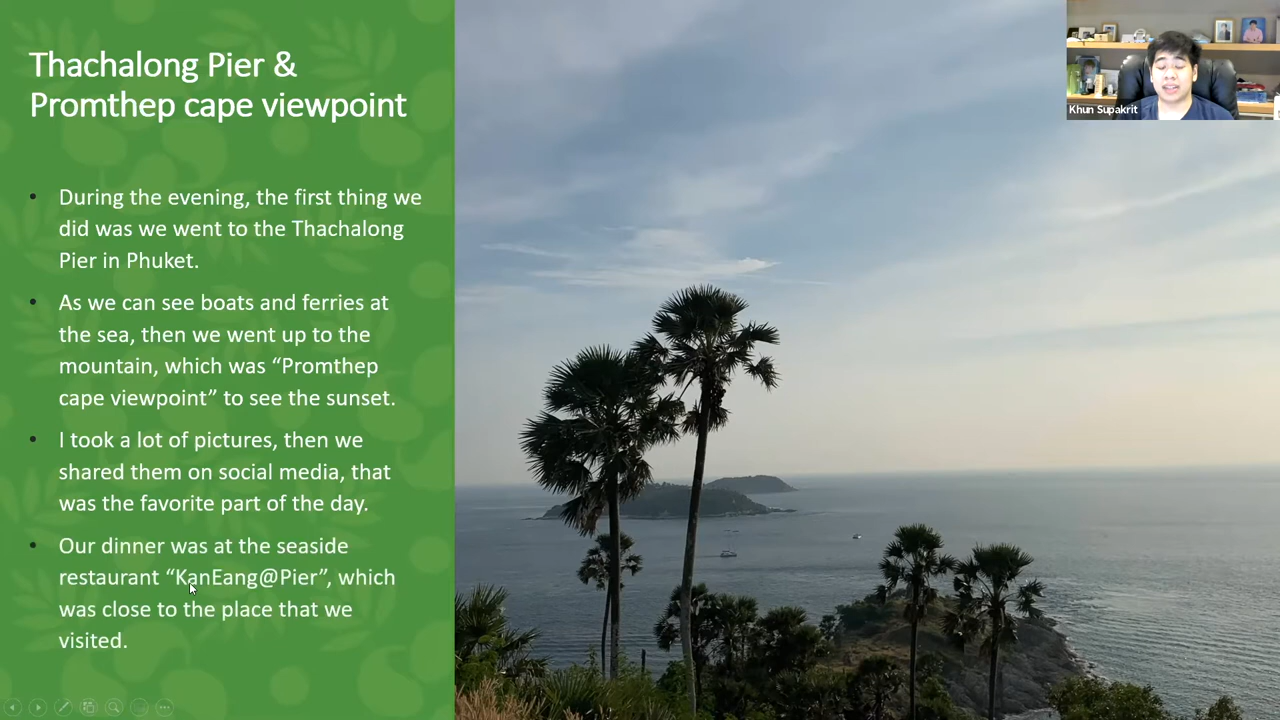 Thachalong Pier &
Promthep cape viewpoint
• During the evening, the first thing we
did was we went to the Thachalong
Pier in Phuket.
• As we can see boats and ferries at
the sea, then we went up to the
mountain, which was “Promthep
cape viewpoint” to see the sunset.
• I took a lot of pictures, then we
shared them on social media, that
was the favorite part of the day.
• Our dinner was at the seaside
restaurant “KanEang@Pier”, which
was close to the place that we
visited.
Khun Supakrit